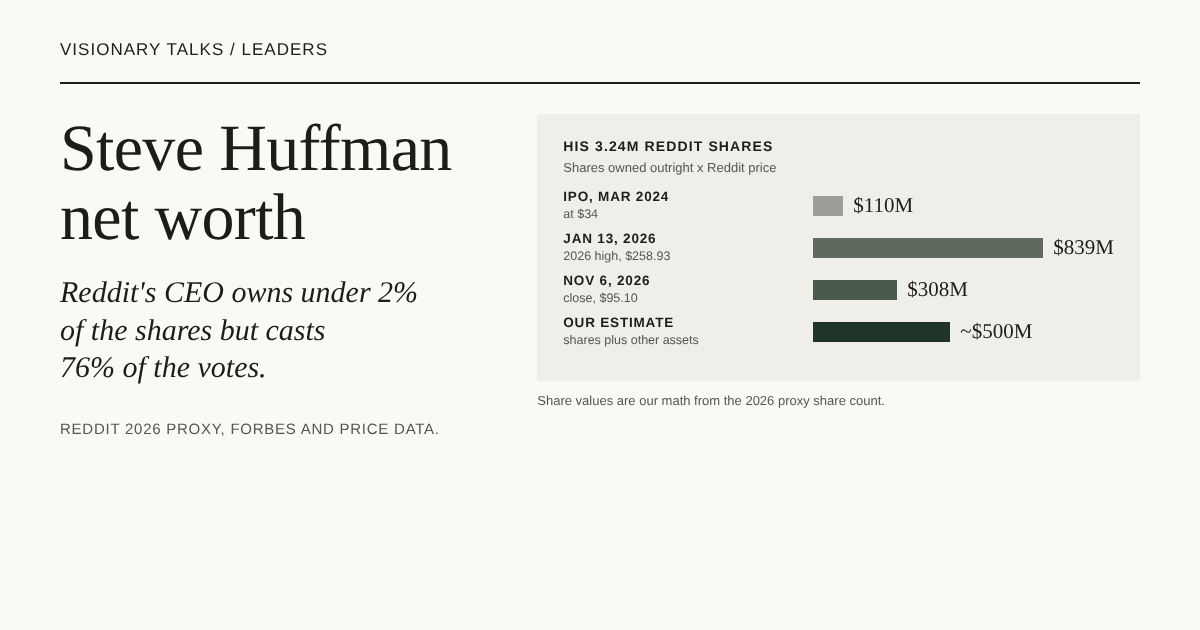 VISIONARY TALKS / LEADERS
Steve Huffman
net worth
Reddit's CEO owns under 2%
of the shares but casts
76% of the votes.
REDDIT 2026 PROXY, FORBES AND PRICE DATA.
HIS 3.24M REDDIT SHARES
Shares owned outright x Reddit price
IPO, MAR 2024
at $34
$110M
JAN 13, 2026
2026 high, $258.93
$839M
NOV 6, 2026
close, $95.10
$308M
OUR ESTIMATE
shares plus other assets
~$500M
Share values are our math from the 2026 proxy share count.